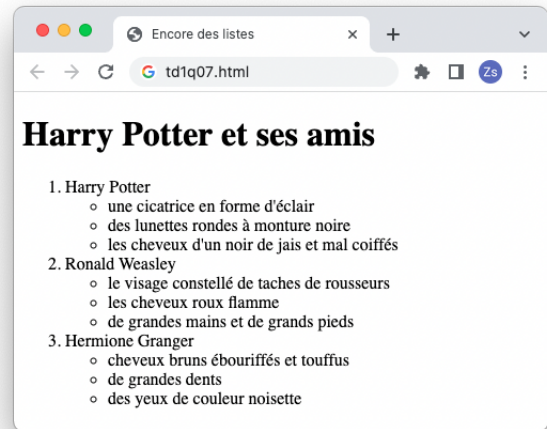 Encore des listes
td1q07.html
Zs
Harry Potter et ses amis
1. Harry Potter
une cicatrice en forme d'éclair
des lunettes rondes à monture noire
les cheveux d'un noir de jais et mal coiffés
2. Ronald Weasley
le visage constellé de taches de rousseurs
les cheveux roux flamme
de grandes mains et de grands pieds
3. Hermione Granger
cheveux bruns ébouriffés et touffus
de grandes dents
des yeux de couleur noisette